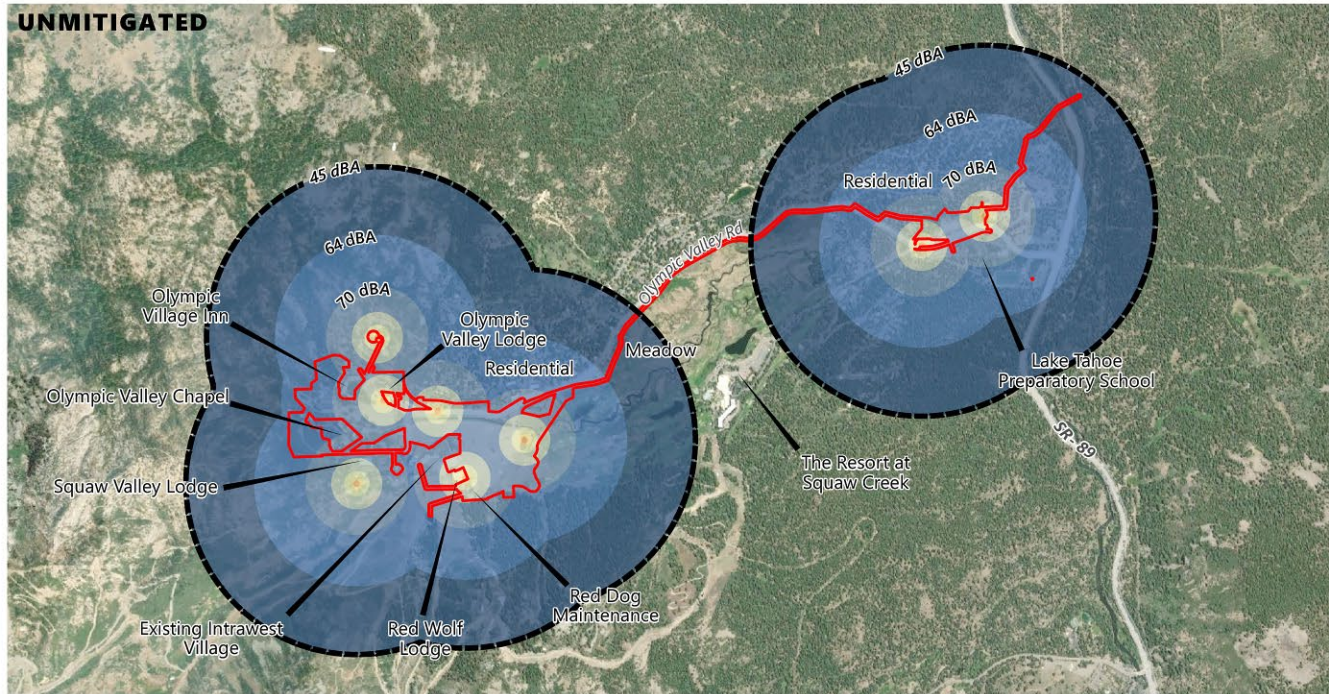 UNMITIGATED
45 dBA
64 dBA
70 dBA
Residential
Olympic Valley Rd
45 dBA
64 dBA
70 dBA
Olympic
Village Inn
Olympic
Valley Lodge
Residential
Meadow
Olympic Valley Chapel
Squaw Valley Lodge
Lake Tahoe
Preparatory School
The Resort at
Squaw Creek
SR - 89
Existing Intrawest
Village
Red Wolf
Lodge
Red Dog
Maintenance